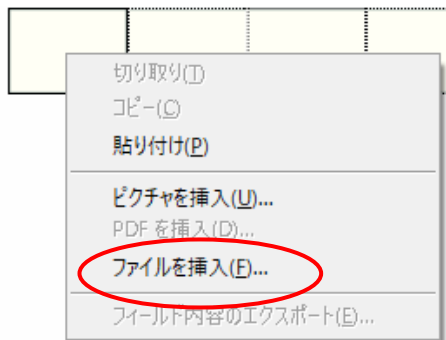 切り取り(T)
コピー(C)
貼り付け(P)
ピクチャを挿入(U)...
PDF を挿入(D)...
ファイルを挿入(F)...
フィールド内容のエクスポート(E)...